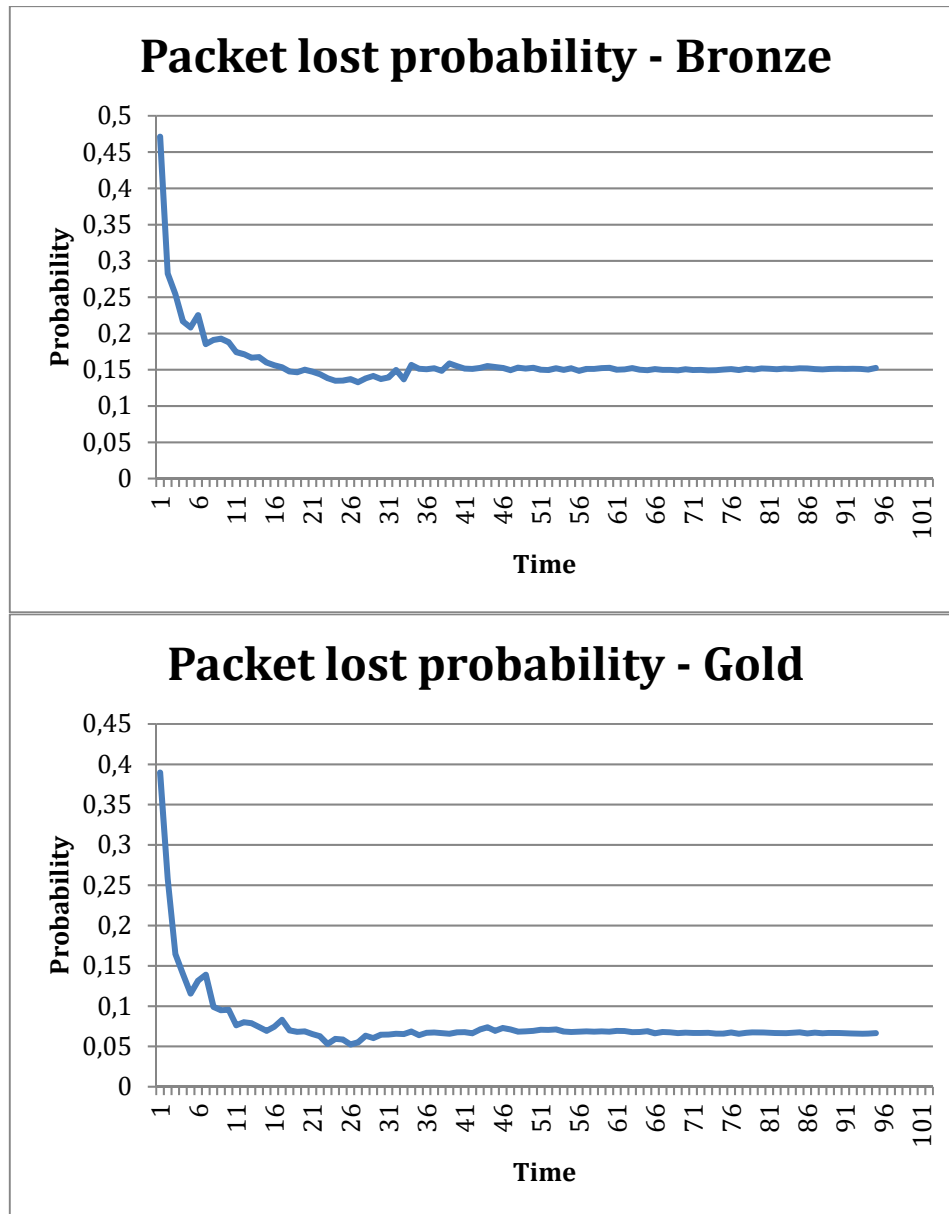 Packet lost probability - Bronze
Probability
0,5
0,45
0,4
0,35
0,3
0,25
0,2
0,15
0,1
0,05
0
1 6 11 16 21 26 31 36 41 46 51 56 61 66 71 76 81 86 91 96 101
Time
Packet lost probability - Gold
Probability
0,45
0,4
0,35
0,3
0,25
0,2
0,15
0,1
0,05
0
1 6 11 16 21 26 31 36 41 46 51 56 61 66 71 76 81 86 91 96 101
Time